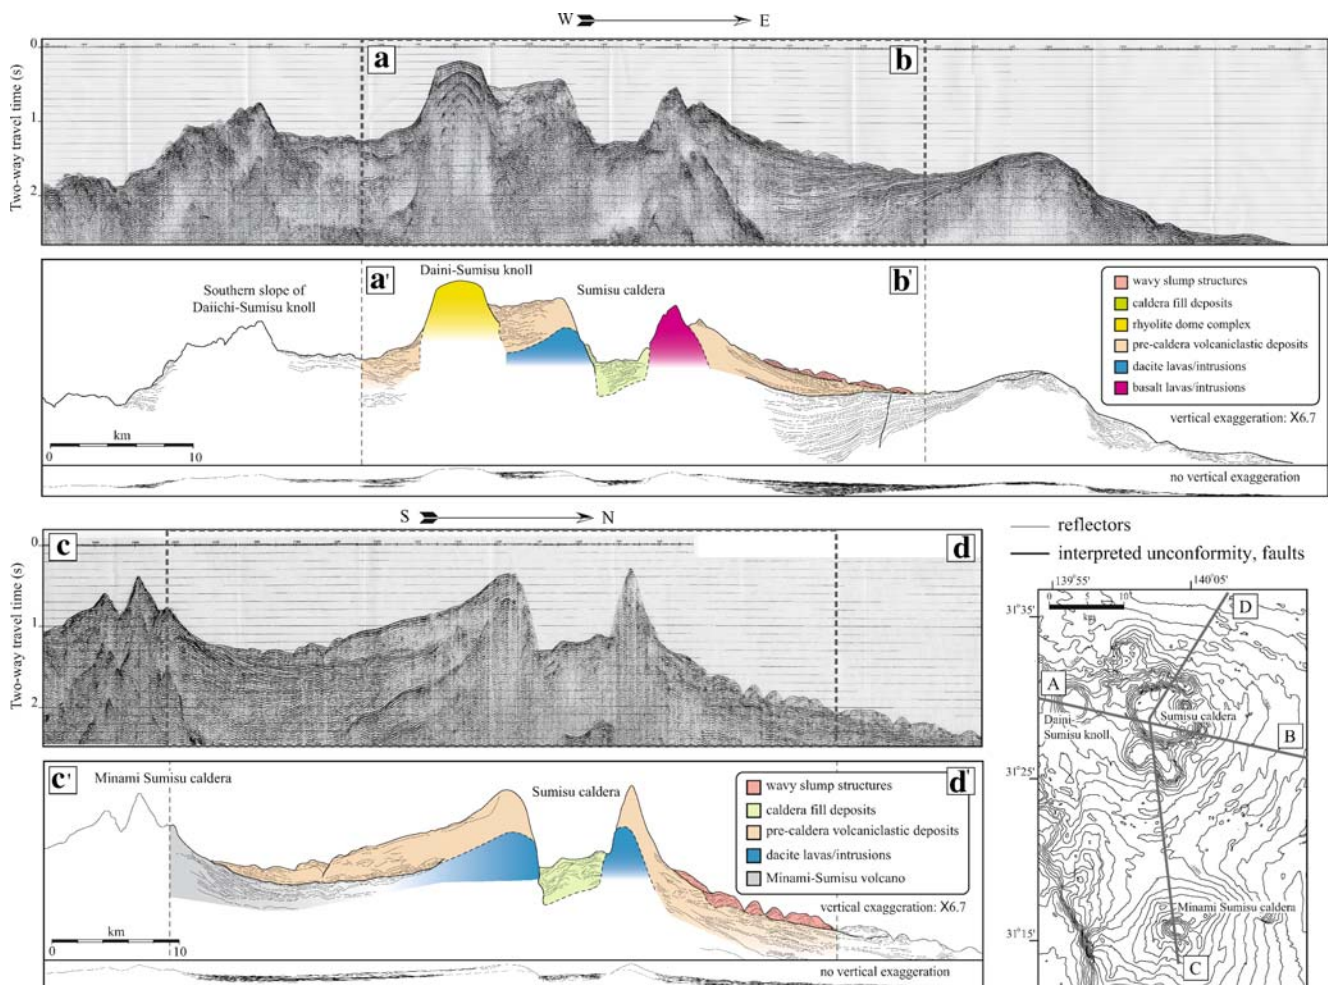 W E
0
a
b
Two-way travel time (s)
1
2
a'
Daini-Sumisu knoll
b'
Southern slope of
Daiichi-Sumisu knoll
Sumisu caldera
wavy slump structures
caldera fill deposits
rhyolite dome complex
pre-caldera volcaniclastic deposits
dacite lavas/intrusions
basalt lavas/intrusions
vertical exaggeration: X6.7
km
0 10
no vertical exaggeration
S N
0
c
d
Two-way travel time (s)
1
2
c'
Minami Sumisu caldera
Sumisu caldera
d'
wavy slump structures
caldera fill deposits
pre-caldera volcaniclastic deposits
dacite lavas/intrusions
Minami-Sumisu volcano
vertical exaggeration: X6.7
km
0 10
no vertical exaggeration
reflectors
interpreted unconformity, faults
139°55' 140°05'
0 5 10
km
31°35'
D
A
Sumisu caldera
Daini-
Sumisu knoll
B
31°25'
Minami Sumisu caldera
31°15'
C